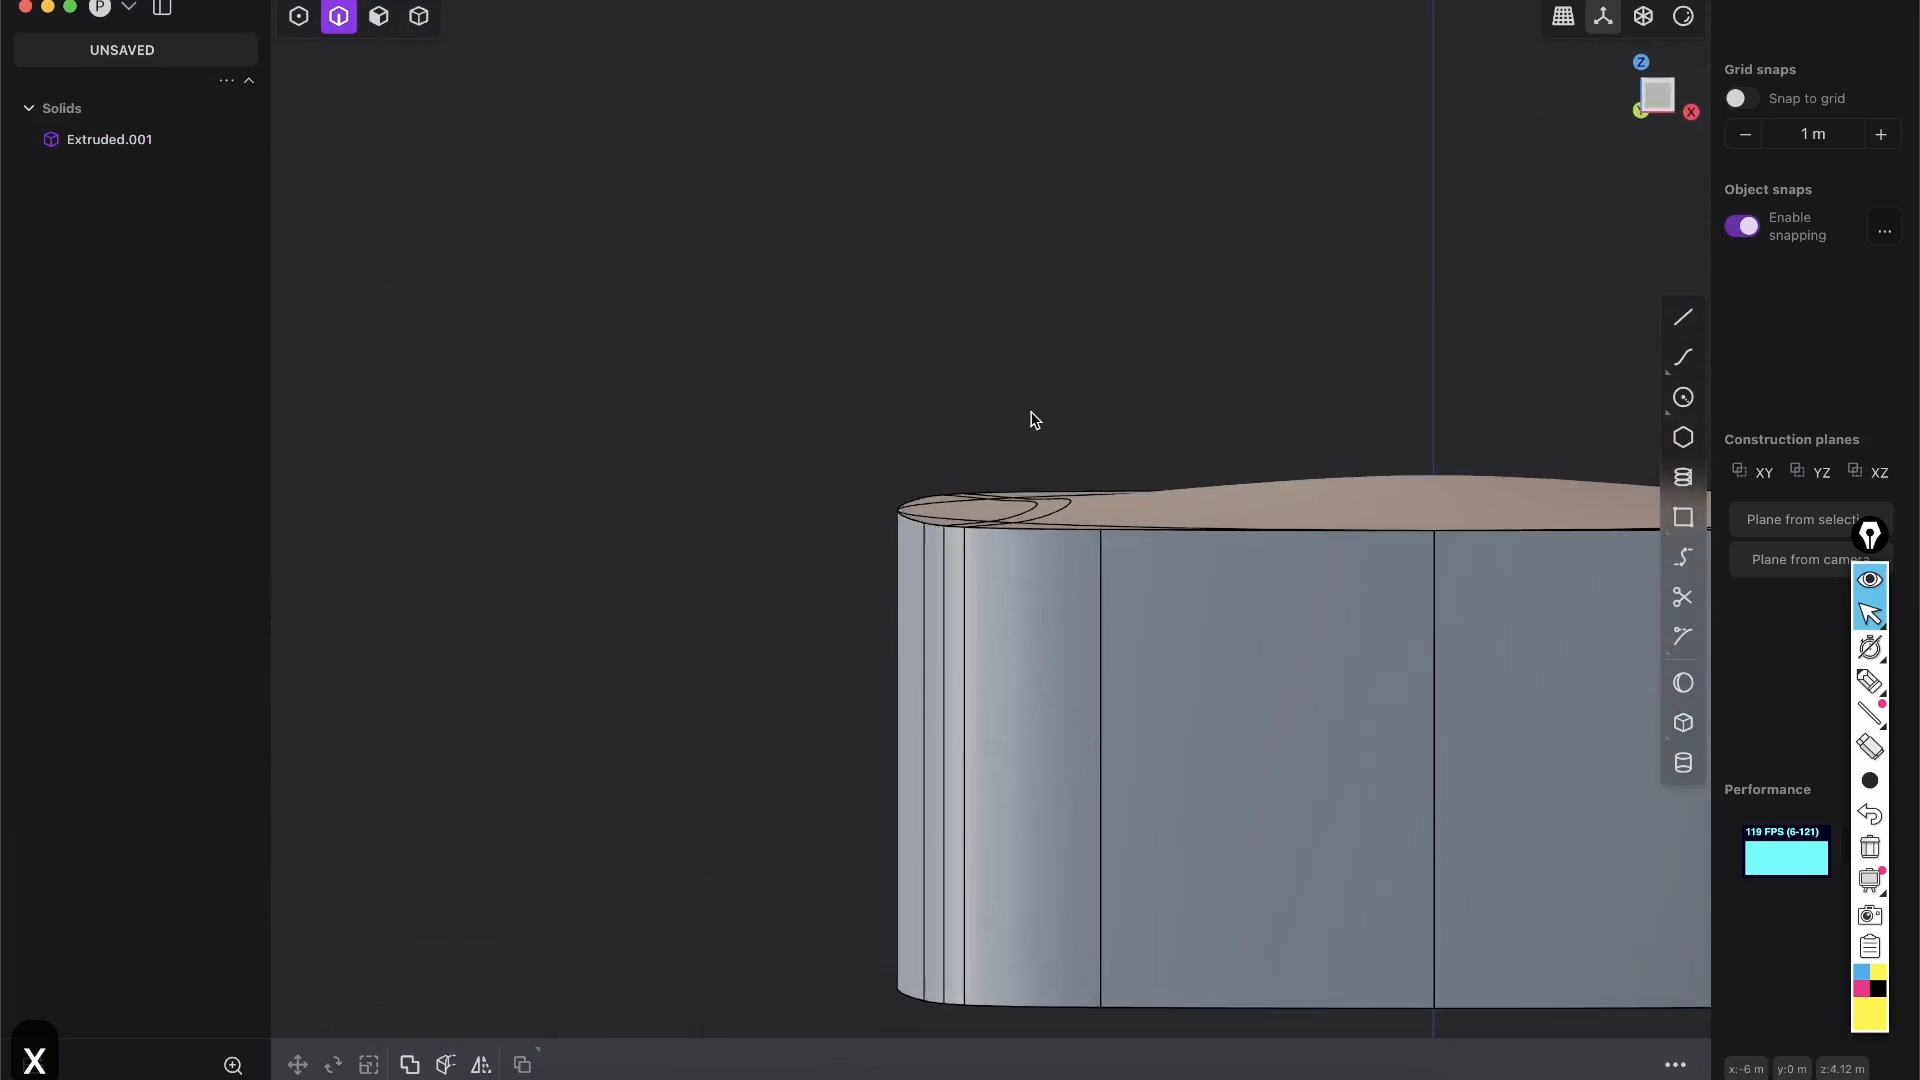 P
UNSAVED
Solids
Extruded.001
X
Z
Y
X
Grid snaps
Snap to grid
− 1 m +
Object snaps
Enable
snapping
...
Construction planes
XY YZ XZ
Plane from selecti
Plane from camera
Performance
119 FPS (6-121)
x:-6 m y:0 m z:4.12 m